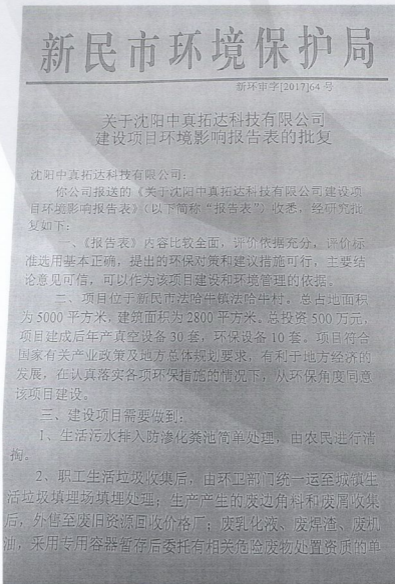 新民市环境保护局
新环审字[2017]64 号
关于沈阳中真拓达科技有限公司
建设项目环境影响报告表的批复
沈阳中真拓达科技有限公司:
你公司报送的《关于沈阳中真拓达科技有限公司建设项
目环境影响报告表》(以下简称“报告表”)收悉,经研究批
复如下:
一、《报告表》内容比较全面,评价依据充分,评价标
准选用基本正确,提出的环保对策和建议措施可行,主要结
论意见可信,可以作为该项目建设和环境管理的依据。
二、项目位于新民市法哈牛镇法哈牛村,总占地面积
为 5000 平方米,建筑面积为 2800 平方米。总投资 500 万元,
项目建成后年产真空设备 30 套,环保设备 10 套。项目符合
国家有关产业政策及地方总体规划要求,有利于地方经济的
发展,在认真落实各项环保措施的情况下,从环保角度同意
该项目建设。
三、建设项目需要做到:
1、生活污水排入防渗化粪池简单处理,由农民进行清
掏。
2、职工生活垃圾收集后,由环卫部门统一运至城镇生
活垃圾填埋场填埋处理;生产产生的废边角料和废屑收集
后,外售至废旧资源回收价格厂;废乳化液、废焊渣、废机
油,采用专用容器暂存后委托有相关危险废物处置资质的单